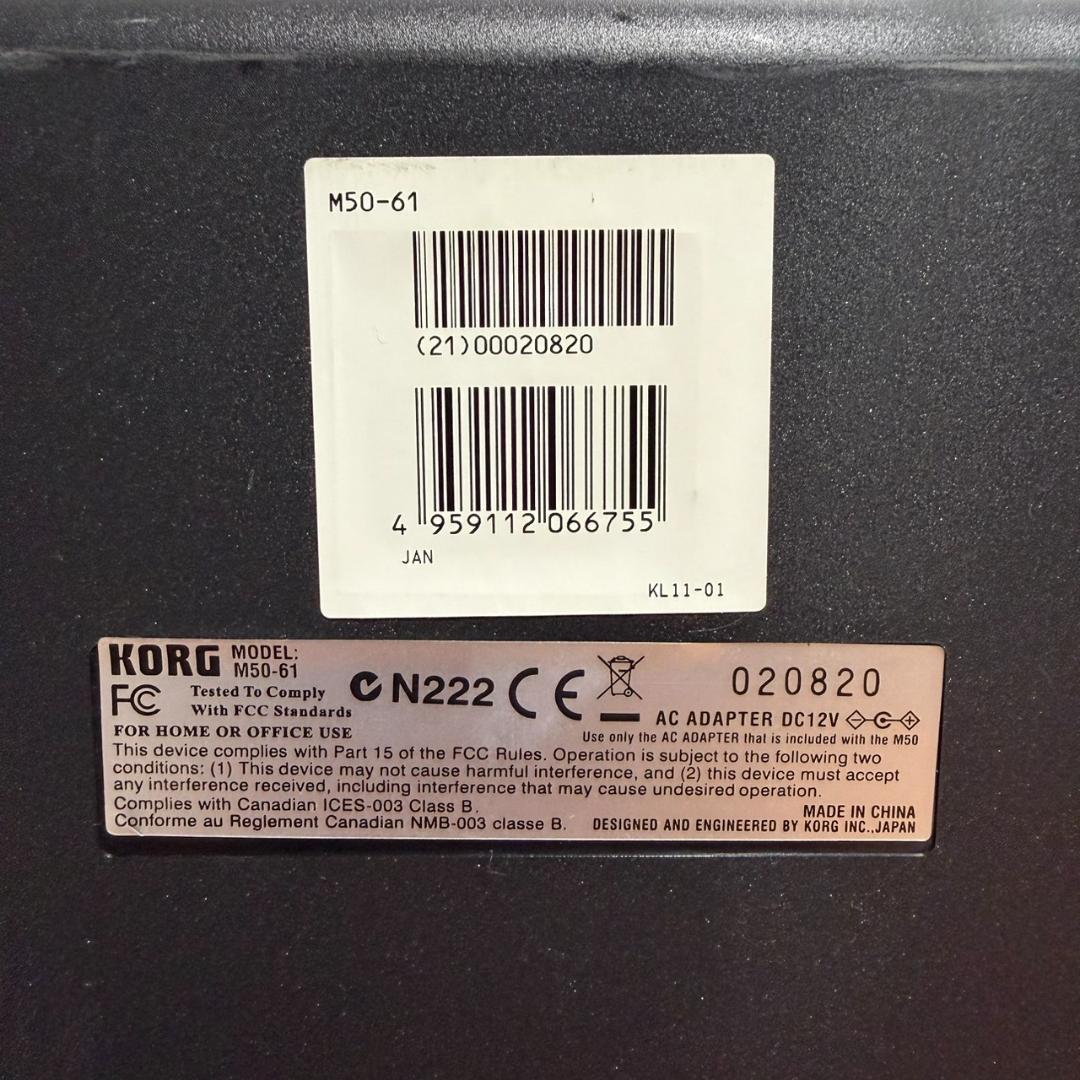 M50-61
(21)00020820
4 959112 066755
JAN
KL11-01
KORG MODEL:
M50-61
FC Tested To Comply
With FCC Standards
N222 CE
020820
FOR HOME OR OFFICE USE
AC ADAPTER DC12V
Use only the AC ADAPTER that is included with the M50
This device complies with Part 15 of the FCC Rules. Operation is subject to the following two
conditions: (1) This device may not cause harmful interference, and (2) this device must accept
any interference received, including interference that may cause undesired operation.
Complies with Canadian ICES-003 Class B.
Conforme au Reglement Canadian NMB-003 classe B.
MADE IN CHINA
DESIGNED AND ENGINEERED BY KORG INC.,JAPAN